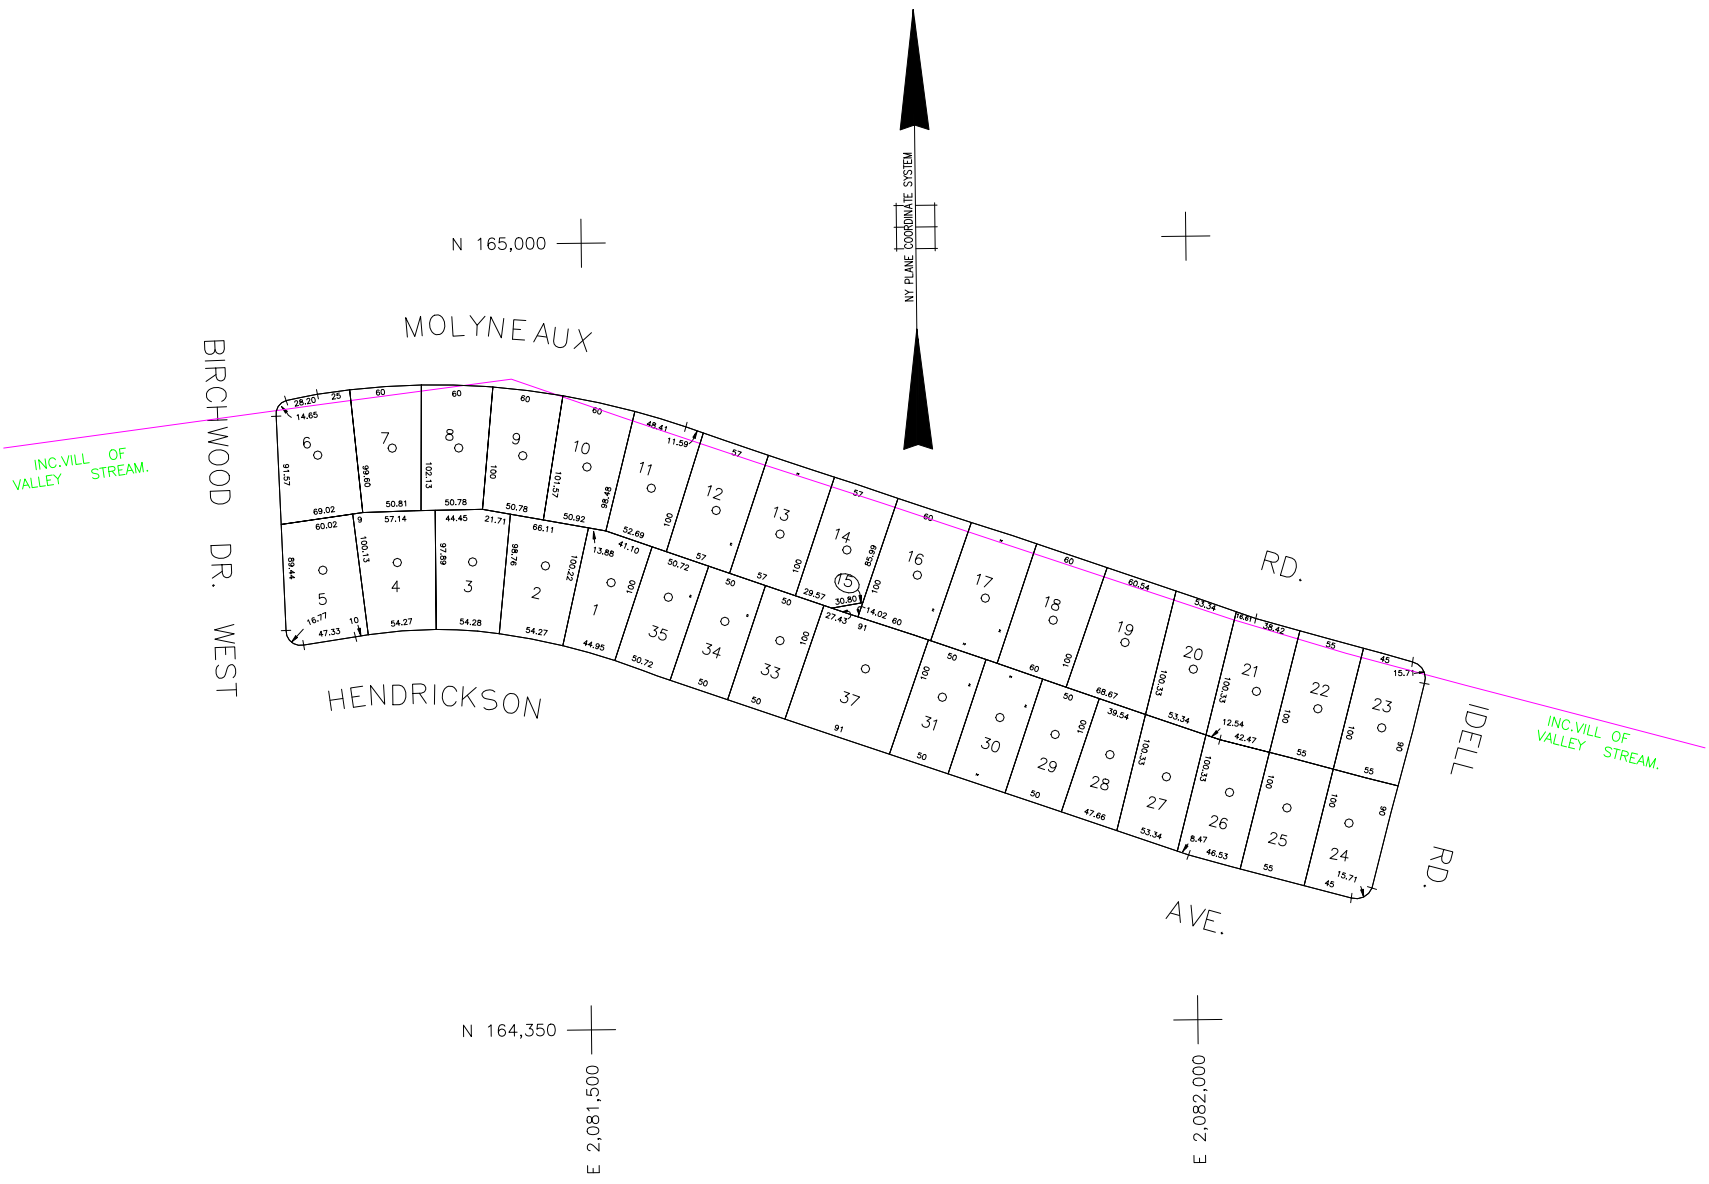 NY PLANE COORDINATE SYSTEM
N 165,000
MOLYNEAUX
RD.
BIRCHWOOD DR. WEST
INC.VILL OF
VALLEY STREAM.
28.20 25 60 60 60 60 48.41 11.59 57 57 60 60 60.54 53.34 16.61 38.42 55 45 15.71
14.65
6 7 8 9 10 11 12 13 14 15 16 17 18 19 20 21 22 23
91.57 99.60 102.13 100 101.57 98.48 100 100 85.99 100 100 100.33 100.33 100 100 90
69.02 50.81 50.78 50.78 50.92 52.69 57 57 29.57 30.80 14.02 60 60 68.67 53.34 12.54 42.47 55 55
60.02 9 57.14 44.45 21.71 66.11 13.88 41.10 50.72 50 50 27.43 91 50 50 39.54
89.44 100.13 97.89 98.76 100.22 100 100 100 100 100.33 100.33 100 100 90
5 4 3 2 1 35 34 33 37 31 30 29 28 27 26 25 24
16.77 47.33 10 54.27 54.28 54.27 44.95 50.72 50 50 91 50 50 47.66 53.34 8.47 46.53 55 45 15.71
HENDRICKSON
AVE.
IDELL RD.
INC.VILL OF
VALLEY STREAM.
N 164,350
E 2,081,500
E 2,082,000